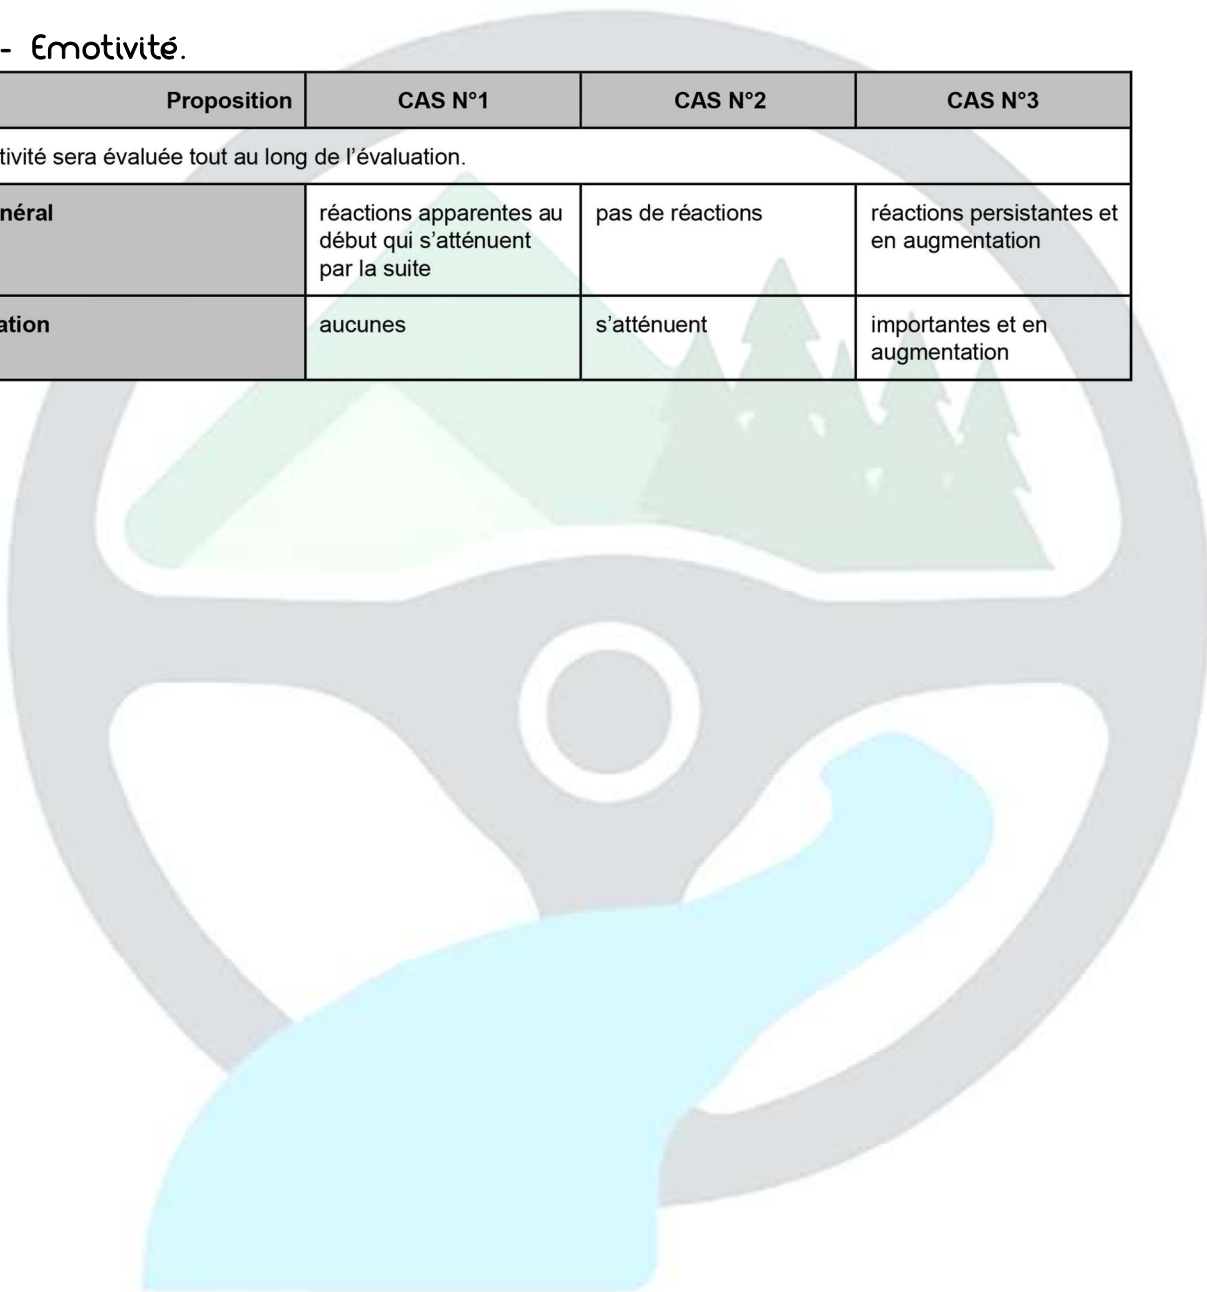 - Emotivité.
Proposition CAS N°1 CAS N°2 CAS N°3
tivité sera évaluée tout au long de l'évaluation.
néral
réactions apparentes au
début qui s'atténuent
par la suite
pas de réactions
réactions persistantes et
en augmentation
ation
aucunes
s'atténuent
importantes et en
augmentation